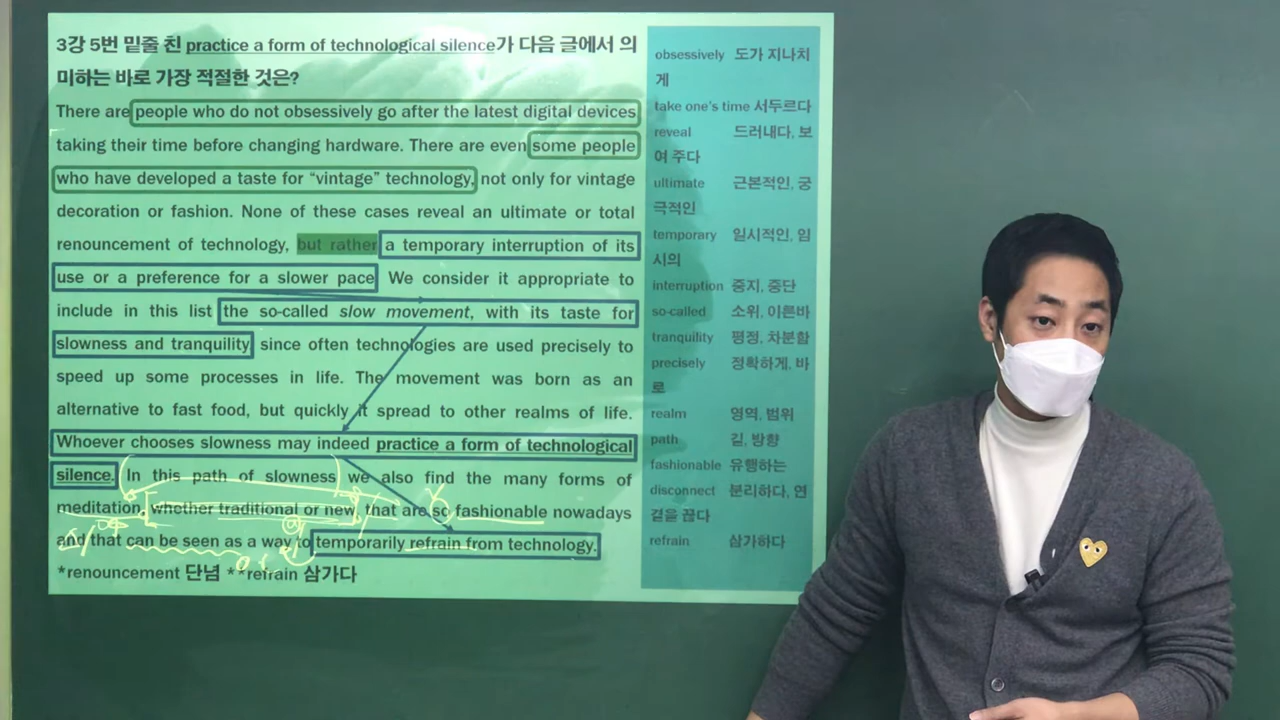 3강 5번 밑줄 친 practice a form of technological silence가 다음 글에서 의
미하는 바로 가장 적절한 것은?
There are people who do not obsessively go after the latest digital devices
taking their time before changing hardware. There are even some people
who have developed a taste for “vintage” technology, not only for vintage
decoration or fashion. None of these cases reveal an ultimate or total
renouncement of technology, but rather a temporary interruption of its
use or a preference for a slower pace. We consider it appropriate to
include in this list the so-called slow movement, with its taste for
slowness and tranquility since often technologies are used precisely to
speed up some processes in life. The movement was born as an
alternative to fast food, but quickly it spread to other realms of life.
Whoever chooses slowness may indeed practice a form of technological
silence. In this path of slowness we also find the many forms of
meditation, whether traditional or new, that are so fashionable nowadays
and that can be seen as a way to temporarily refrain from technology.
*renouncement 단념 **refrain 삼가다
obsessively 도가 지나치
게
take one's time 서두르다
reveal 드러내다, 보
여 주다
ultimate 근본적인, 궁
극적인
temporary 일시적인, 임
시의
interruption 중지, 중단
so-called 소위, 이른바
tranquility 평정, 차분함
precisely 정확하게, 바
로
realm 영역, 범위
path 길, 방향
fashionable 유행하는
disconnect 분리하다, 연
결을 끊다
refrain 삼가하다